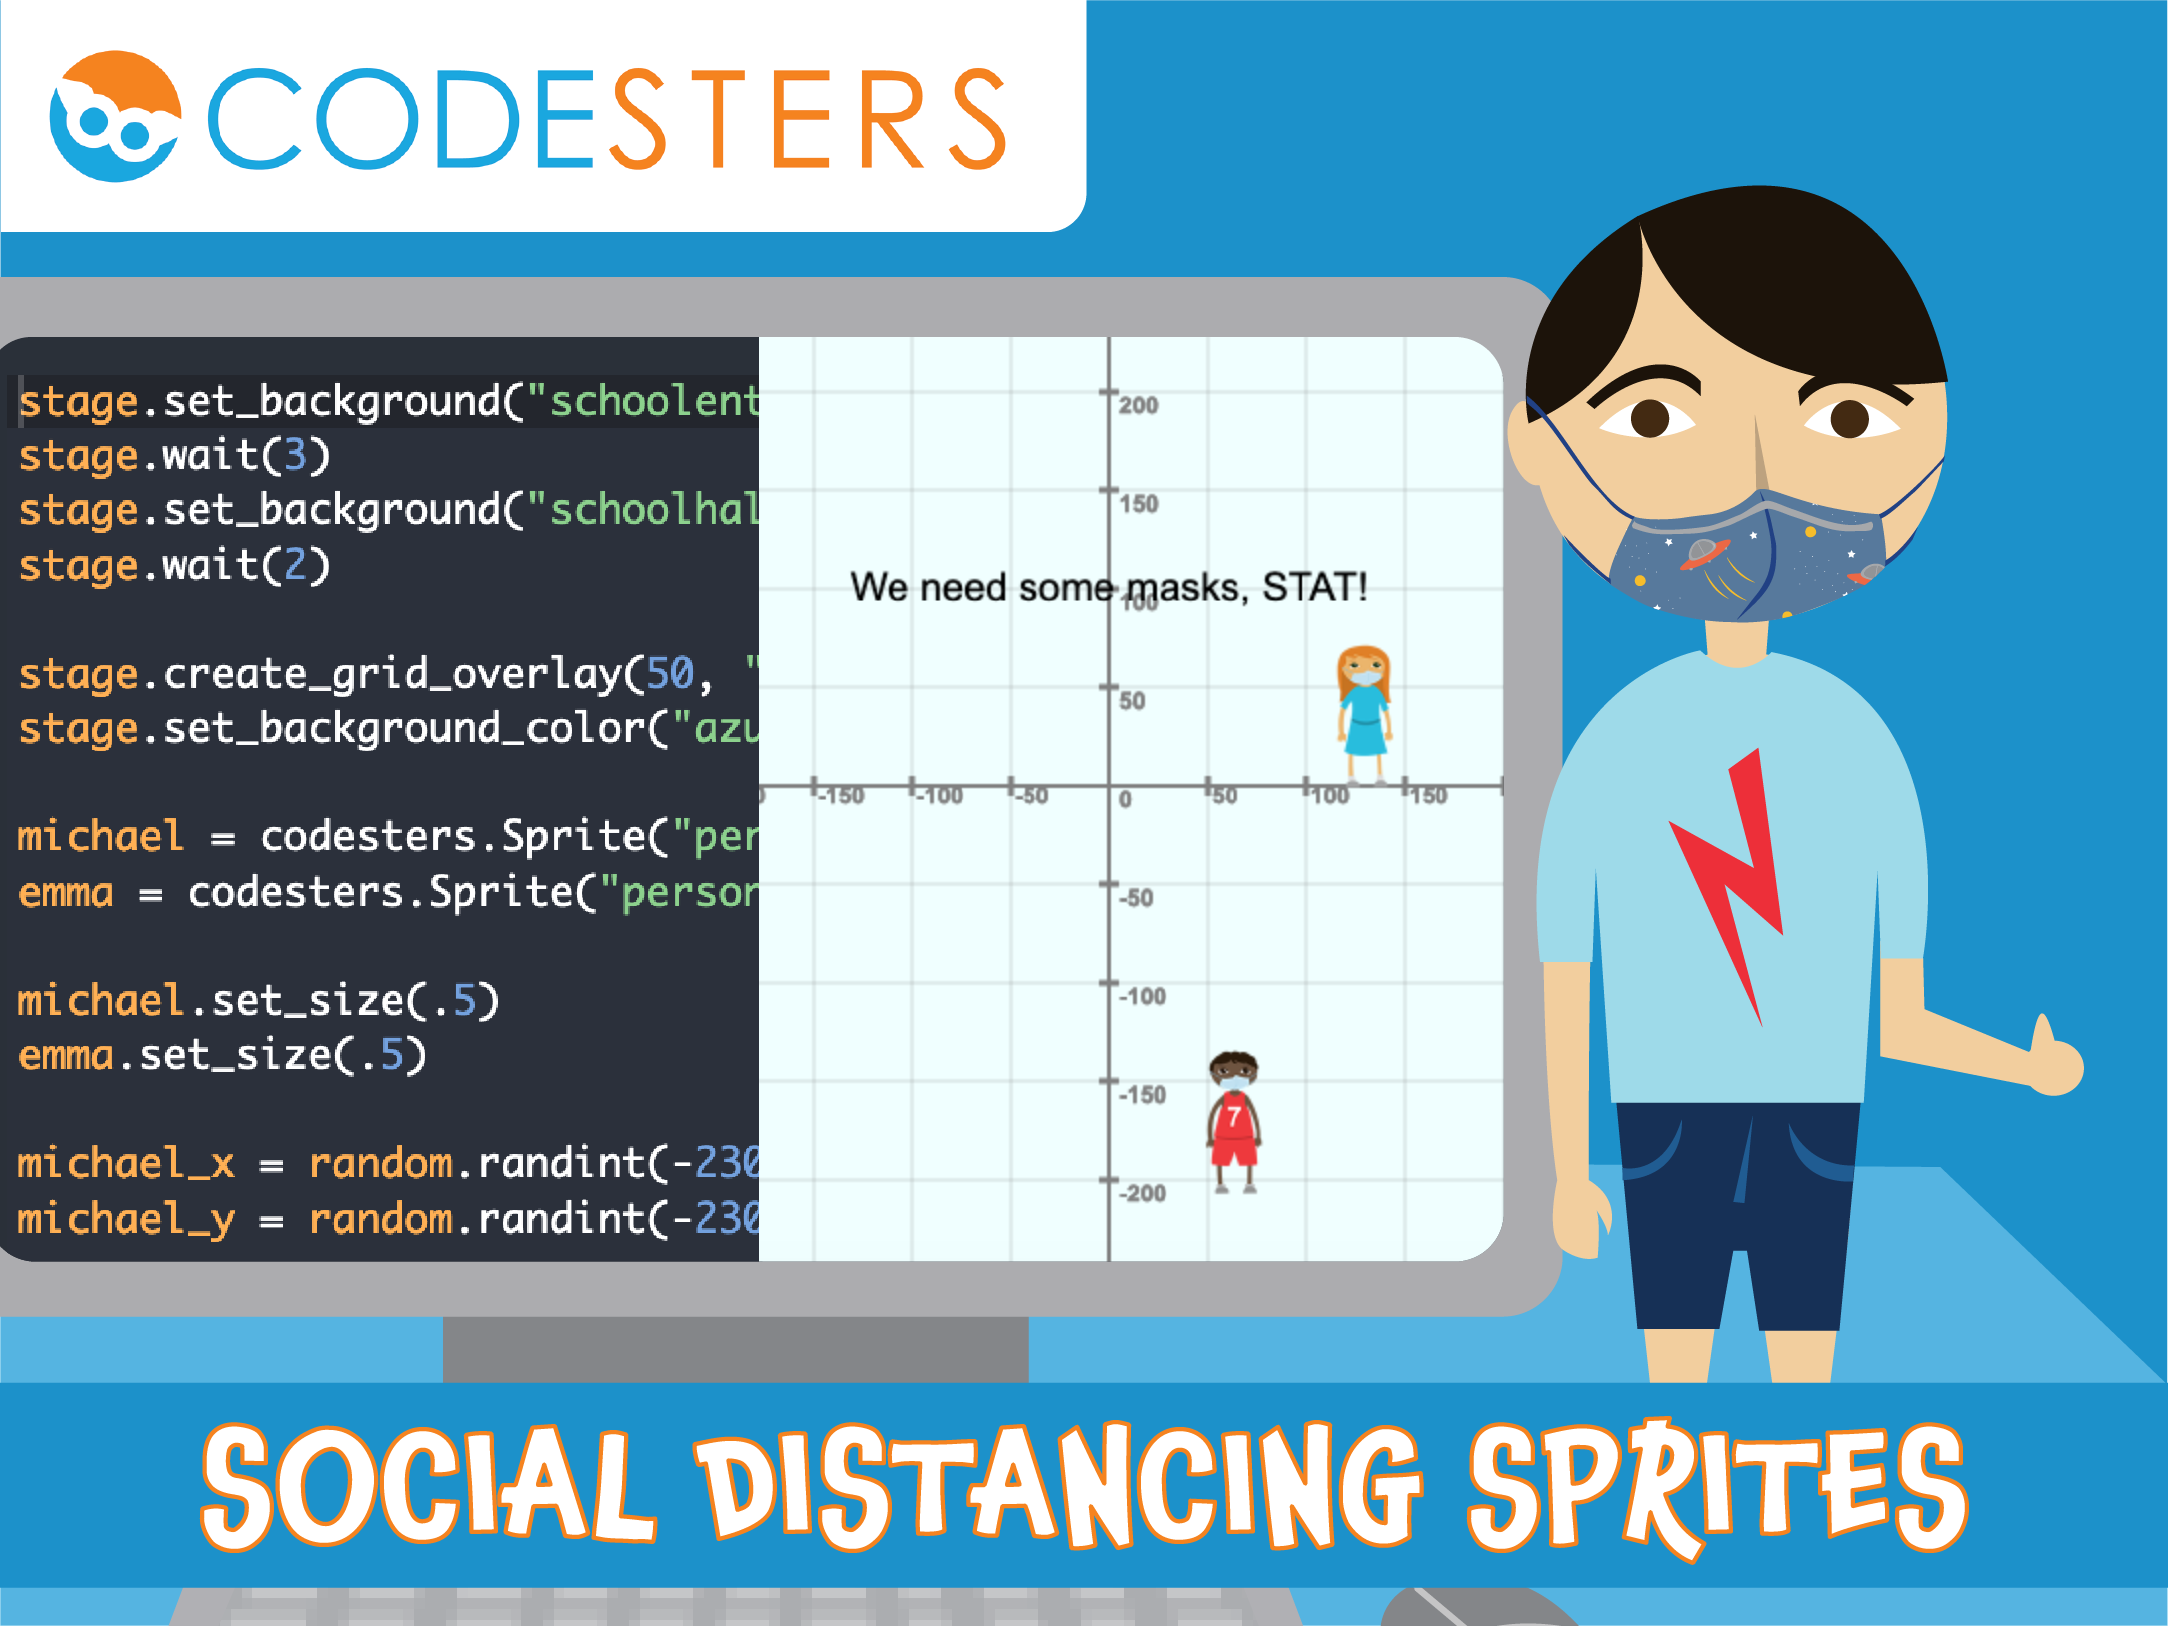 CODESTERS
stage.set_background("schoolent
stage.wait(3)
stage.set_background("schoolhal
stage.wait(2)
stage.create_grid_overlay(50, "
stage.set_background_color("azu
michael = codesters.Sprite("per
emma = codesters.Sprite("person
michael.set_size(.5)
emma.set_size(.5)
michael_x = random.randint(-230
michael_y = random.randint(-230
200
150
We need some masks, STAT!
100
50
-150 -100 -50 0 50 100 150
-50
-100
-150
7
-200
SOCIAL DISTANCING SPRITES